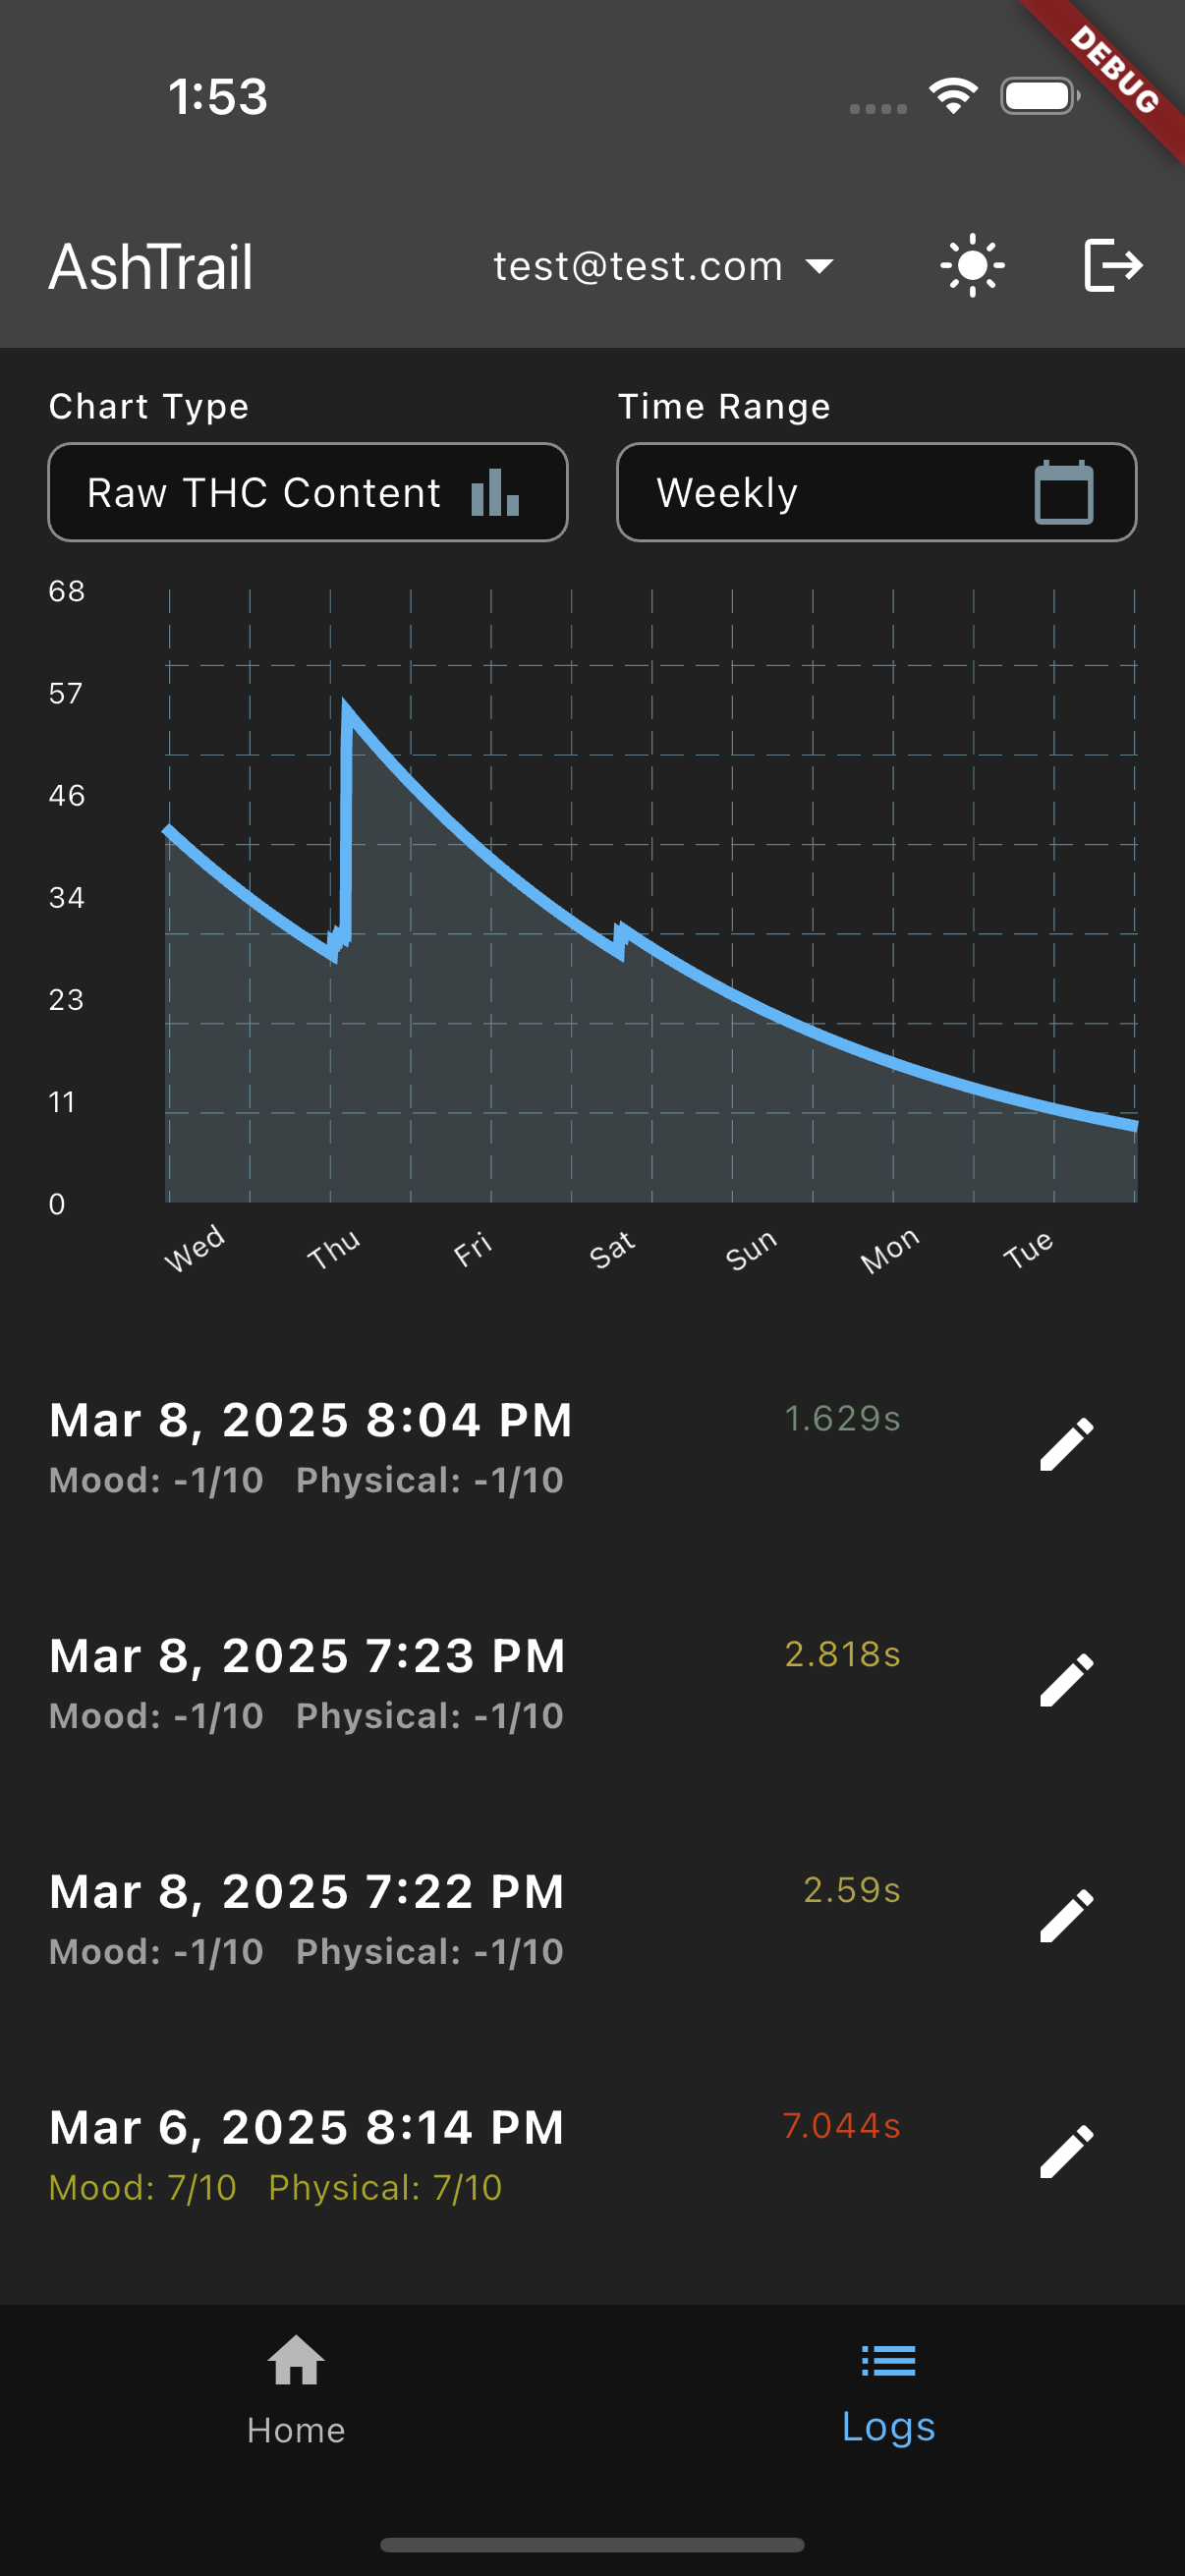 1:53
DEBUG
AshTrail
test@test.com
Chart Type
Time Range
Raw THC Content
Weekly
68
57
46
34
23
11
0
Wed Thu Fri Sat Sun Mon Tue
Mar 8, 2025 8:04 PM
1.629s
Mood: -1/10 Physical: -1/10
Mar 8, 2025 7:23 PM
2.818s
Mood: -1/10 Physical: -1/10
Mar 8, 2025 7:22 PM
2.59s
Mood: -1/10 Physical: -1/10
Mar 6, 2025 8:14 PM
7.044s
Mood: 7/10 Physical: 7/10
Home
Logs